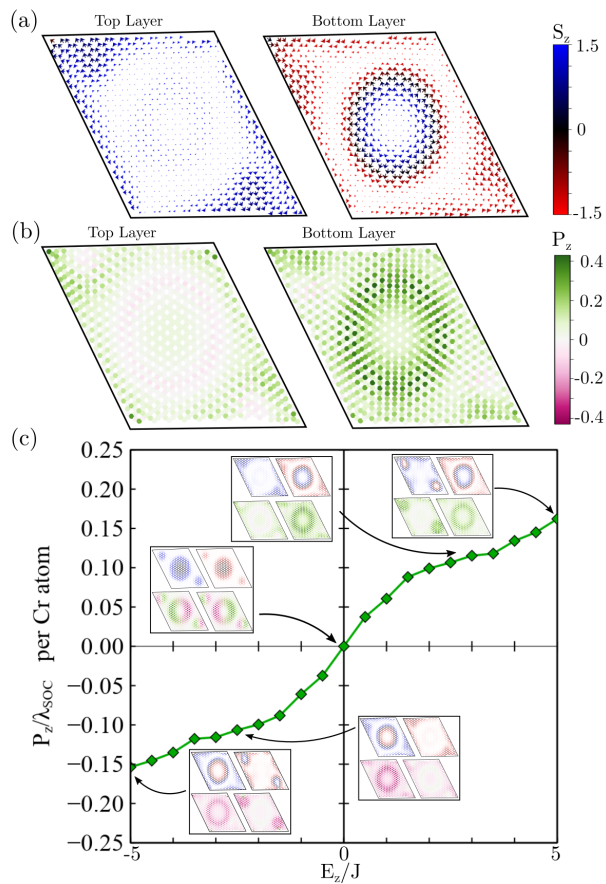 (a)
Top Layer
Bottom Layer
S_z
1.5
0
-1.5
(b)
Top Layer
Bottom Layer
P_z
0.4
0.2
0
-0.2
-0.4
(c)
0.25
0.20
0.15
0.10
0.05
0.00
−0.05
−0.10
−0.15
−0.20
−0.25
P_z/λ_SOC per Cr atom
-5
0
5
E_z/J